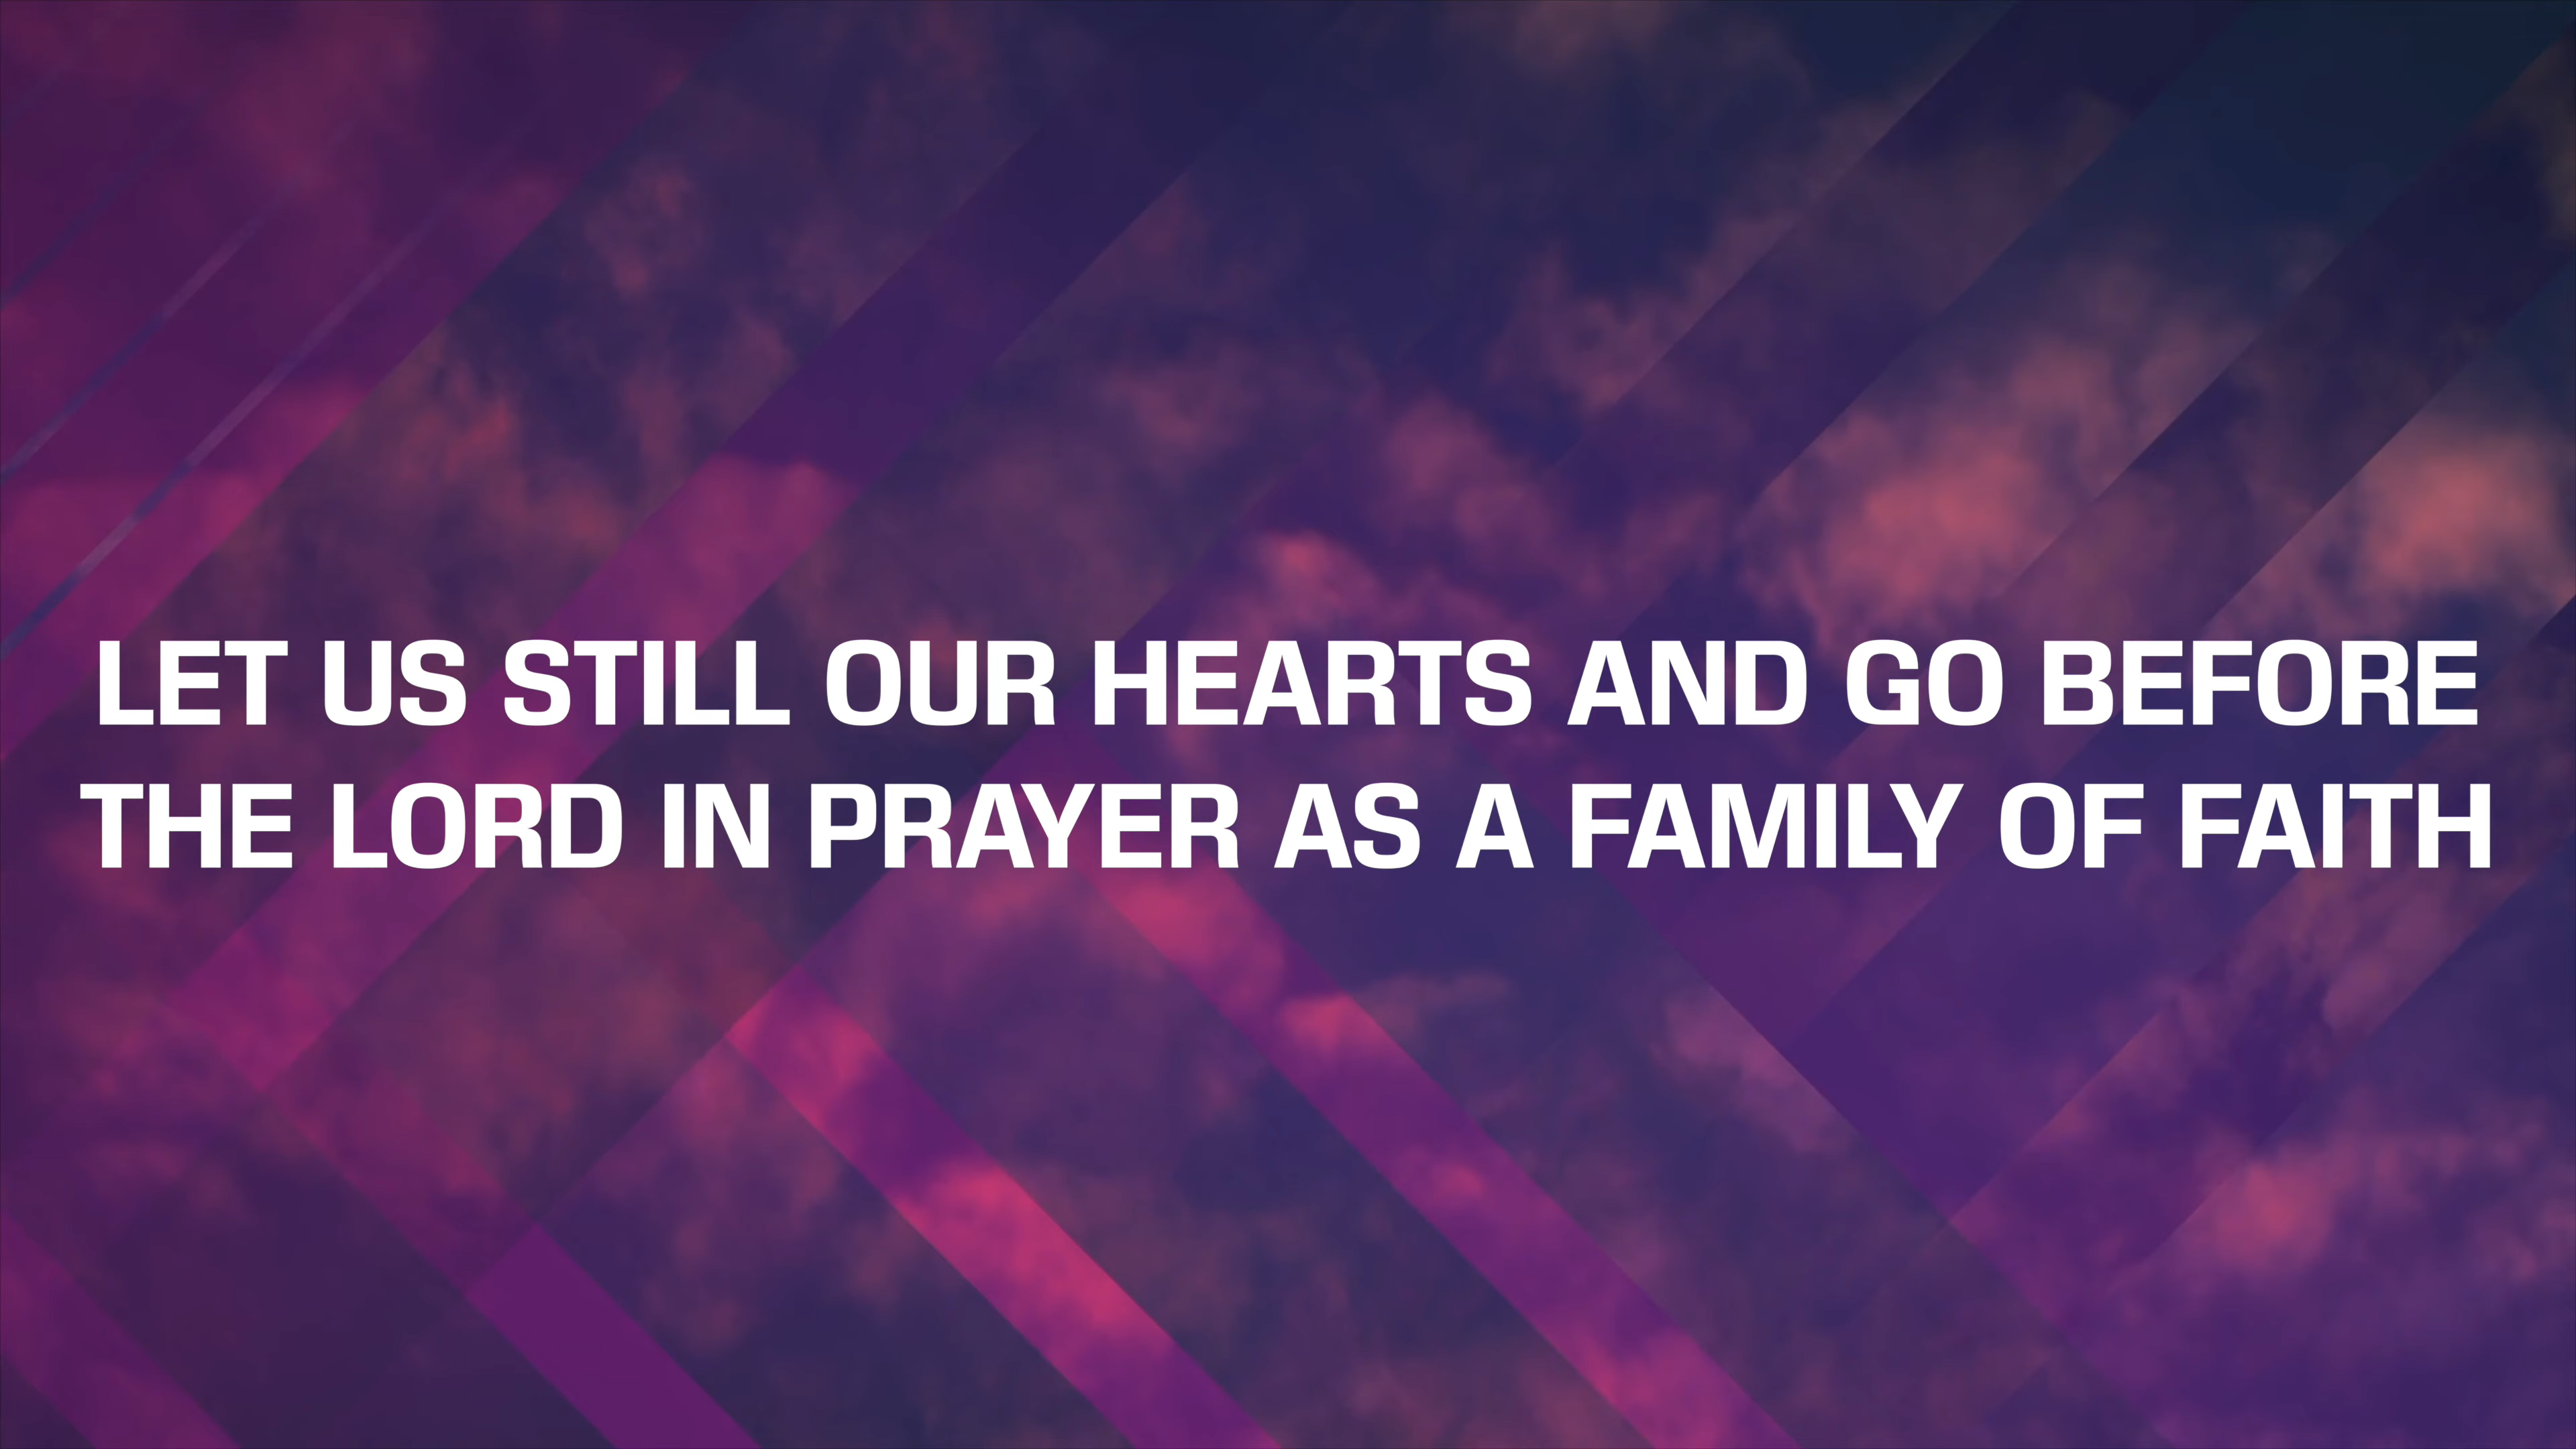 LET US STILL OUR HEARTS AND GO BEFORE
THE LORD IN PRAYER AS A FAMILY OF FAITH